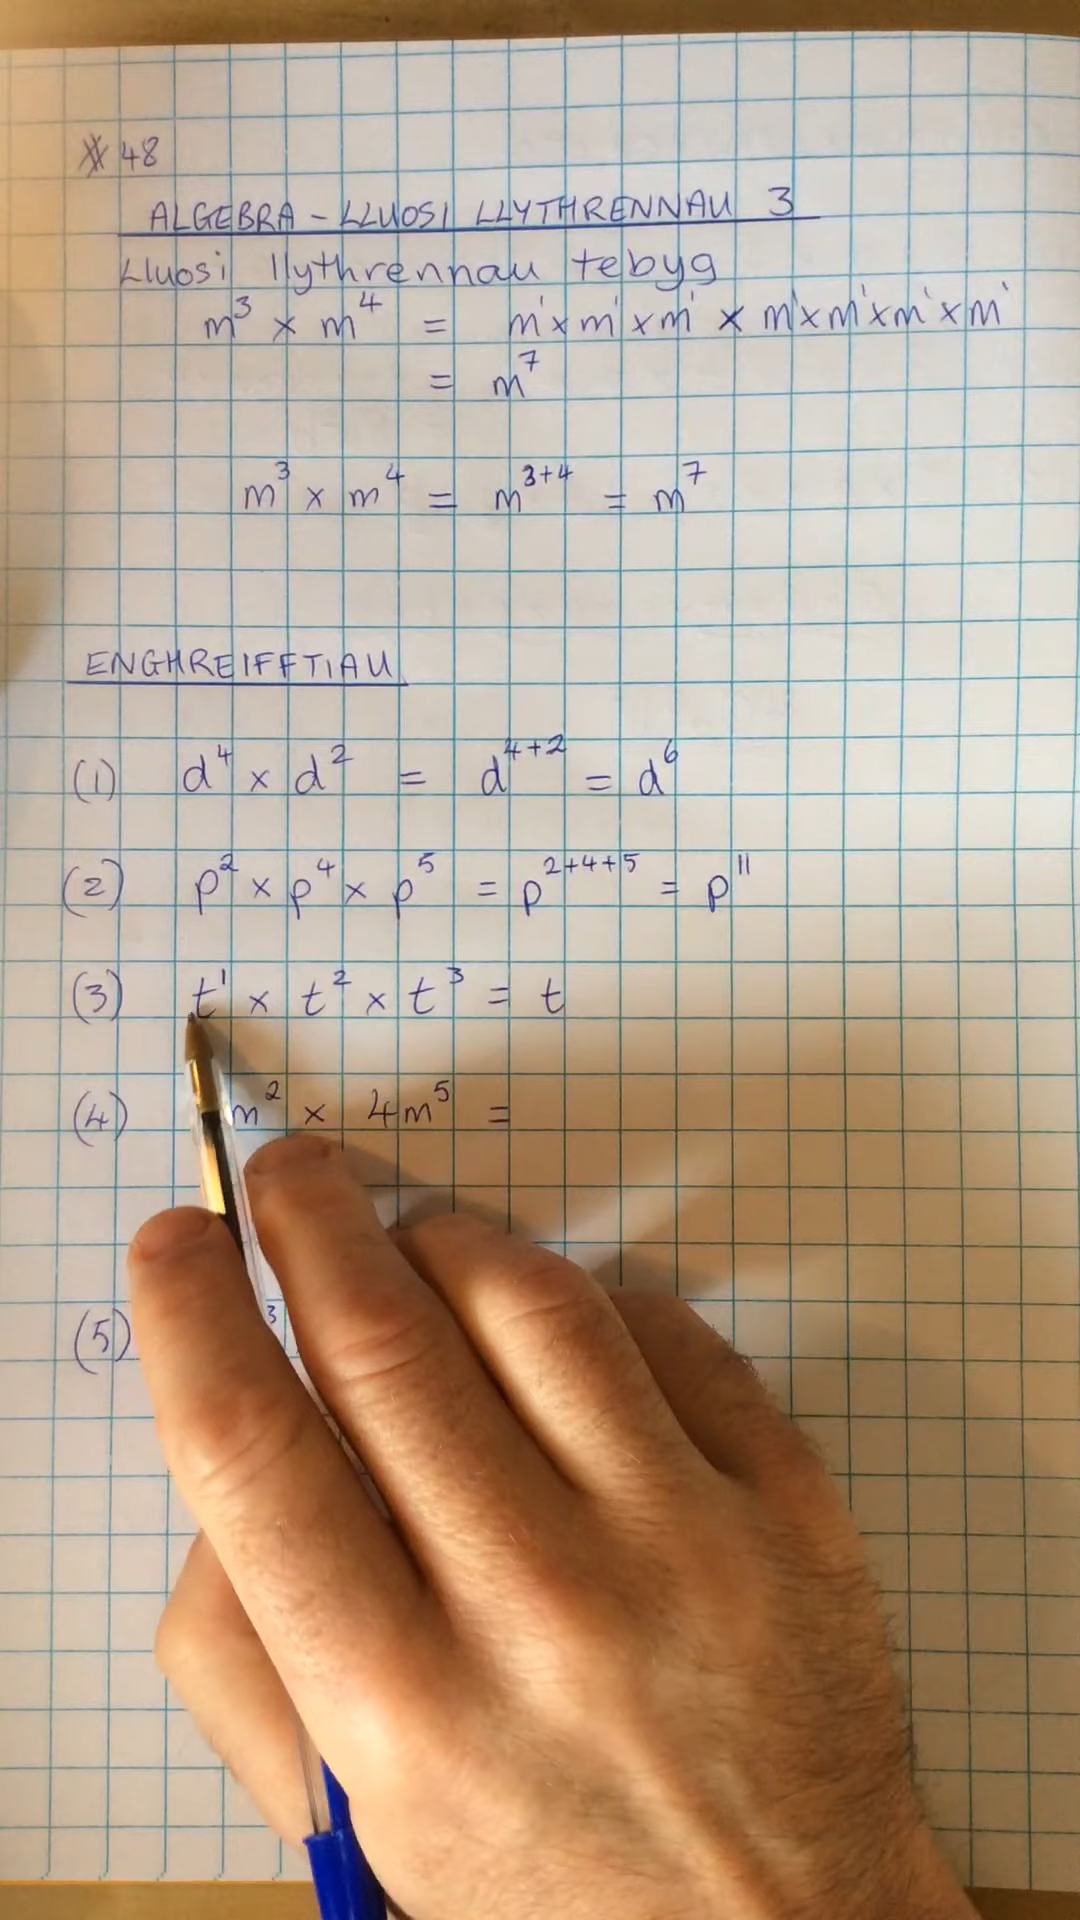 # 48
ALGEBRA - LLUOSI LLYTHRENNAU 3
Lluosi llythrennau tebyg
m³ × m⁴ = m¹ × m¹ × m¹ × m¹ × m¹ × m¹ × m¹
= m⁷
m³ × m⁴ = m³⁺⁴ = m⁷
ENGHREIFFTIAU
(1) d⁴ × d² = d⁴⁺² = d⁶
(2) p² × p⁴ × p⁵ = p²⁺⁴⁺⁵ = p¹¹
(3) t¹ × t² × t³ = t
(4) m² × 4m⁵ =
(5) ³